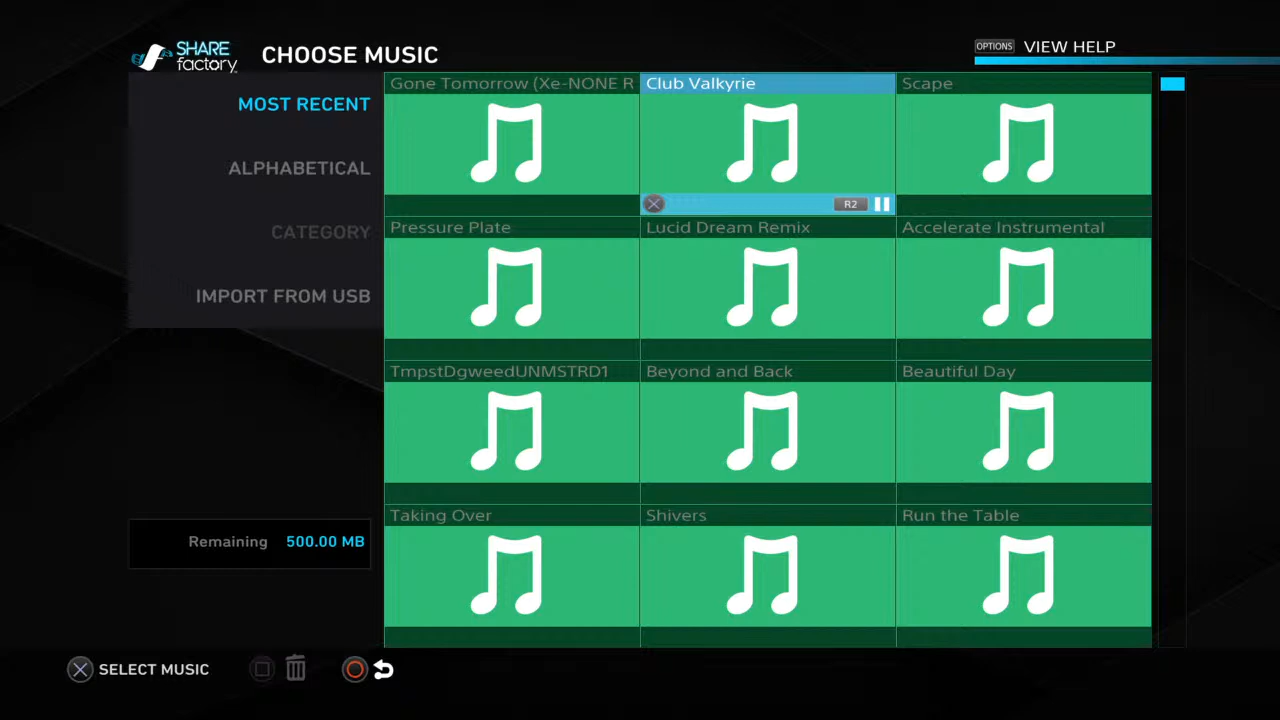 SHARE
factory™
CHOOSE MUSIC
OPTIONS VIEW HELP
MOST RECENT
ALPHABETICAL
CATEGORY
IMPORT FROM USB
Remaining 500.00 MB
Gone Tomorrow (Xe-NONE R
Club Valkyrie
Scape
R2
Pressure Plate
Lucid Dream Remix
Accelerate Instrumental
TmpstDgweedUNMSTRD1
Beyond and Back
Beautiful Day
Taking Over
Shivers
Run the Table
SELECT MUSIC